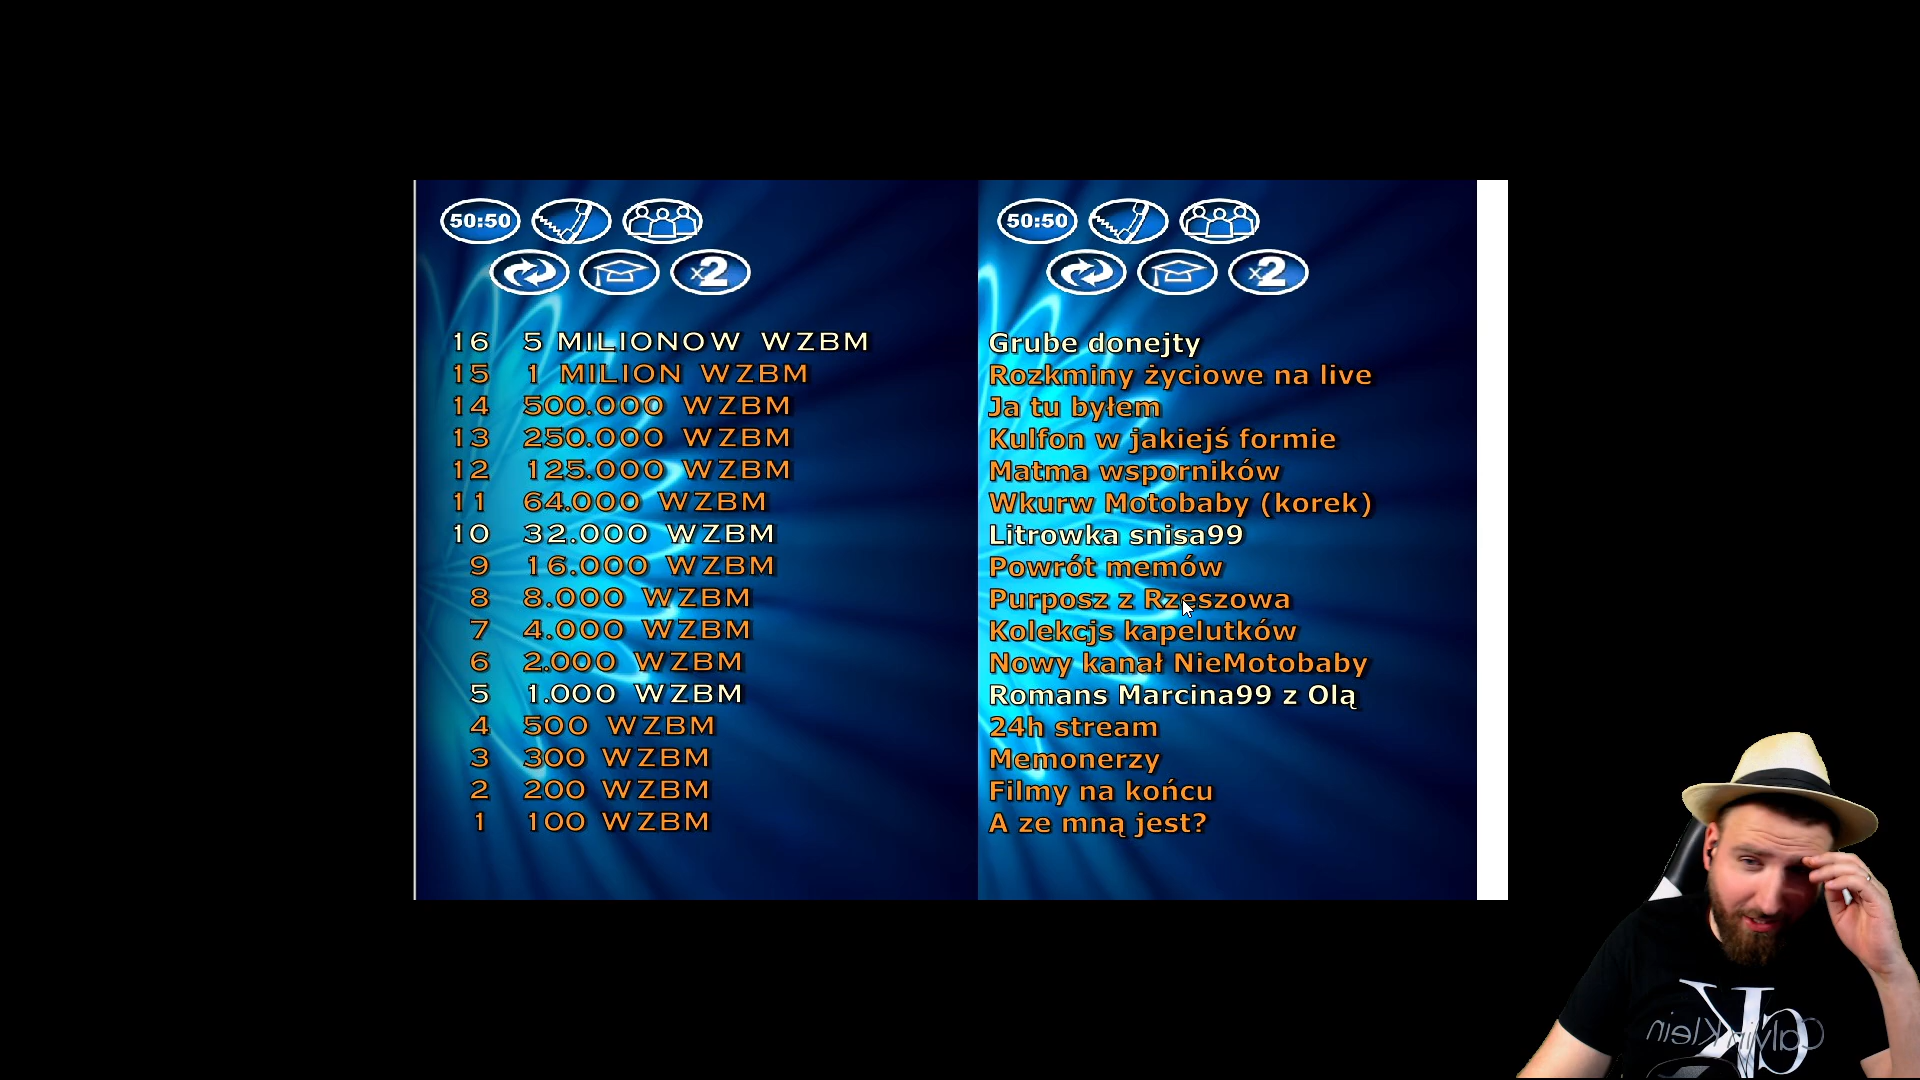 50:50
x2
16 5 MILIONOW WZBM
15 1 MILION WZBM
14 500.000 WZBM
13 250.000 WZBM
12 125.000 WZBM
11 64.000 WZBM
10 32.000 WZBM
9 16.000 WZBM
8 8.000 WZBM
7 4.000 WZBM
6 2.000 WZBM
5 1.000 WZBM
4 500 WZBM
3 300 WZBM
2 200 WZBM
1 100 WZBM
50:50
x2
Grube donejty
Rozkminy życiowe na live
Ja tu byłem
Kulfon w jakiejś formie
Matma wsporników
Wkurw Motobaby (korek)
Litrowka snisa99
Powrót memów
Purposz z Rzeszowa
Kolekcjs kapelutków
Nowy kanał NieMotobaby
Romans Marcina99 z Olą
24h stream
Memonerzy
Filmy na końcu
A ze mną jest?
cK
Calvin Klein